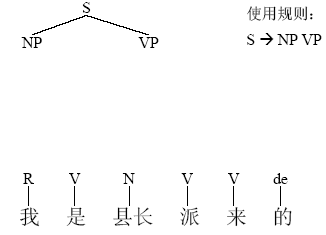 S
NP VP
使用规则：
S → NP VP
R V N V V de
我 是 县长 派 来 的